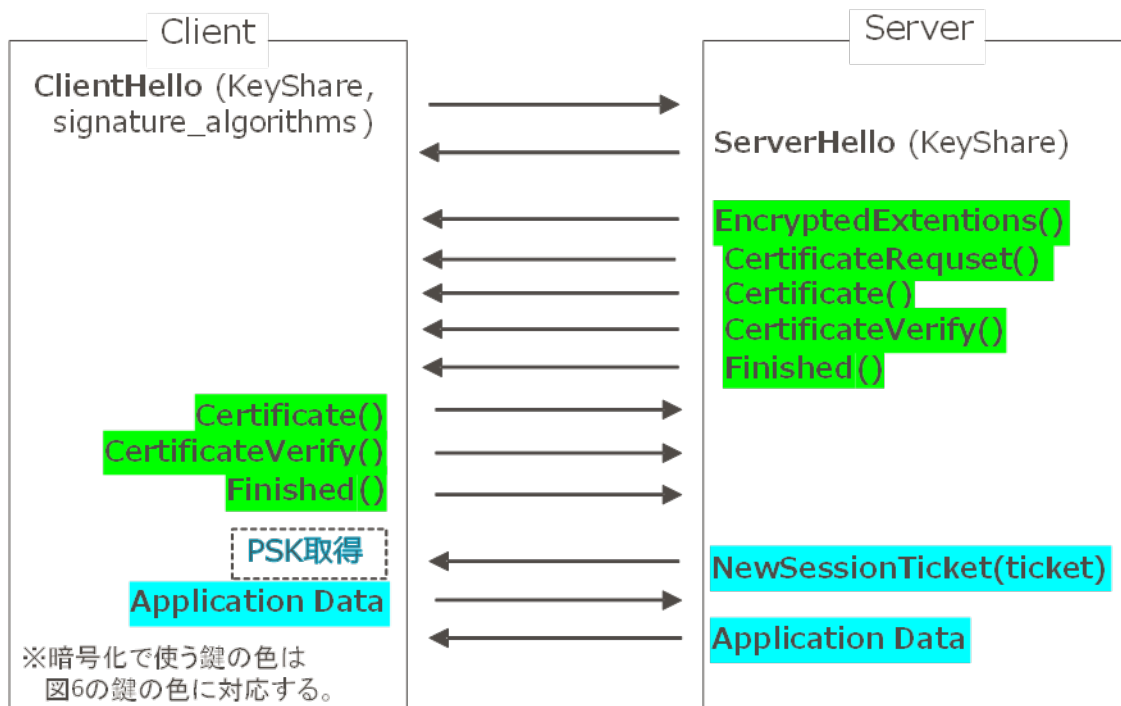 Client
Server
ClientHello (KeyShare,
signature_algorithms)
ServerHello (KeyShare)
EncryptedExtentions()
CertificateRequset()
Certificate()
CertificateVerify()
Finished()
Certificate()
CertificateVerify()
Finished()
PSK取得
NewSessionTicket(ticket)
Application Data
Application Data
※暗号化で使う鍵の色は
図6の鍵の色に対応する。